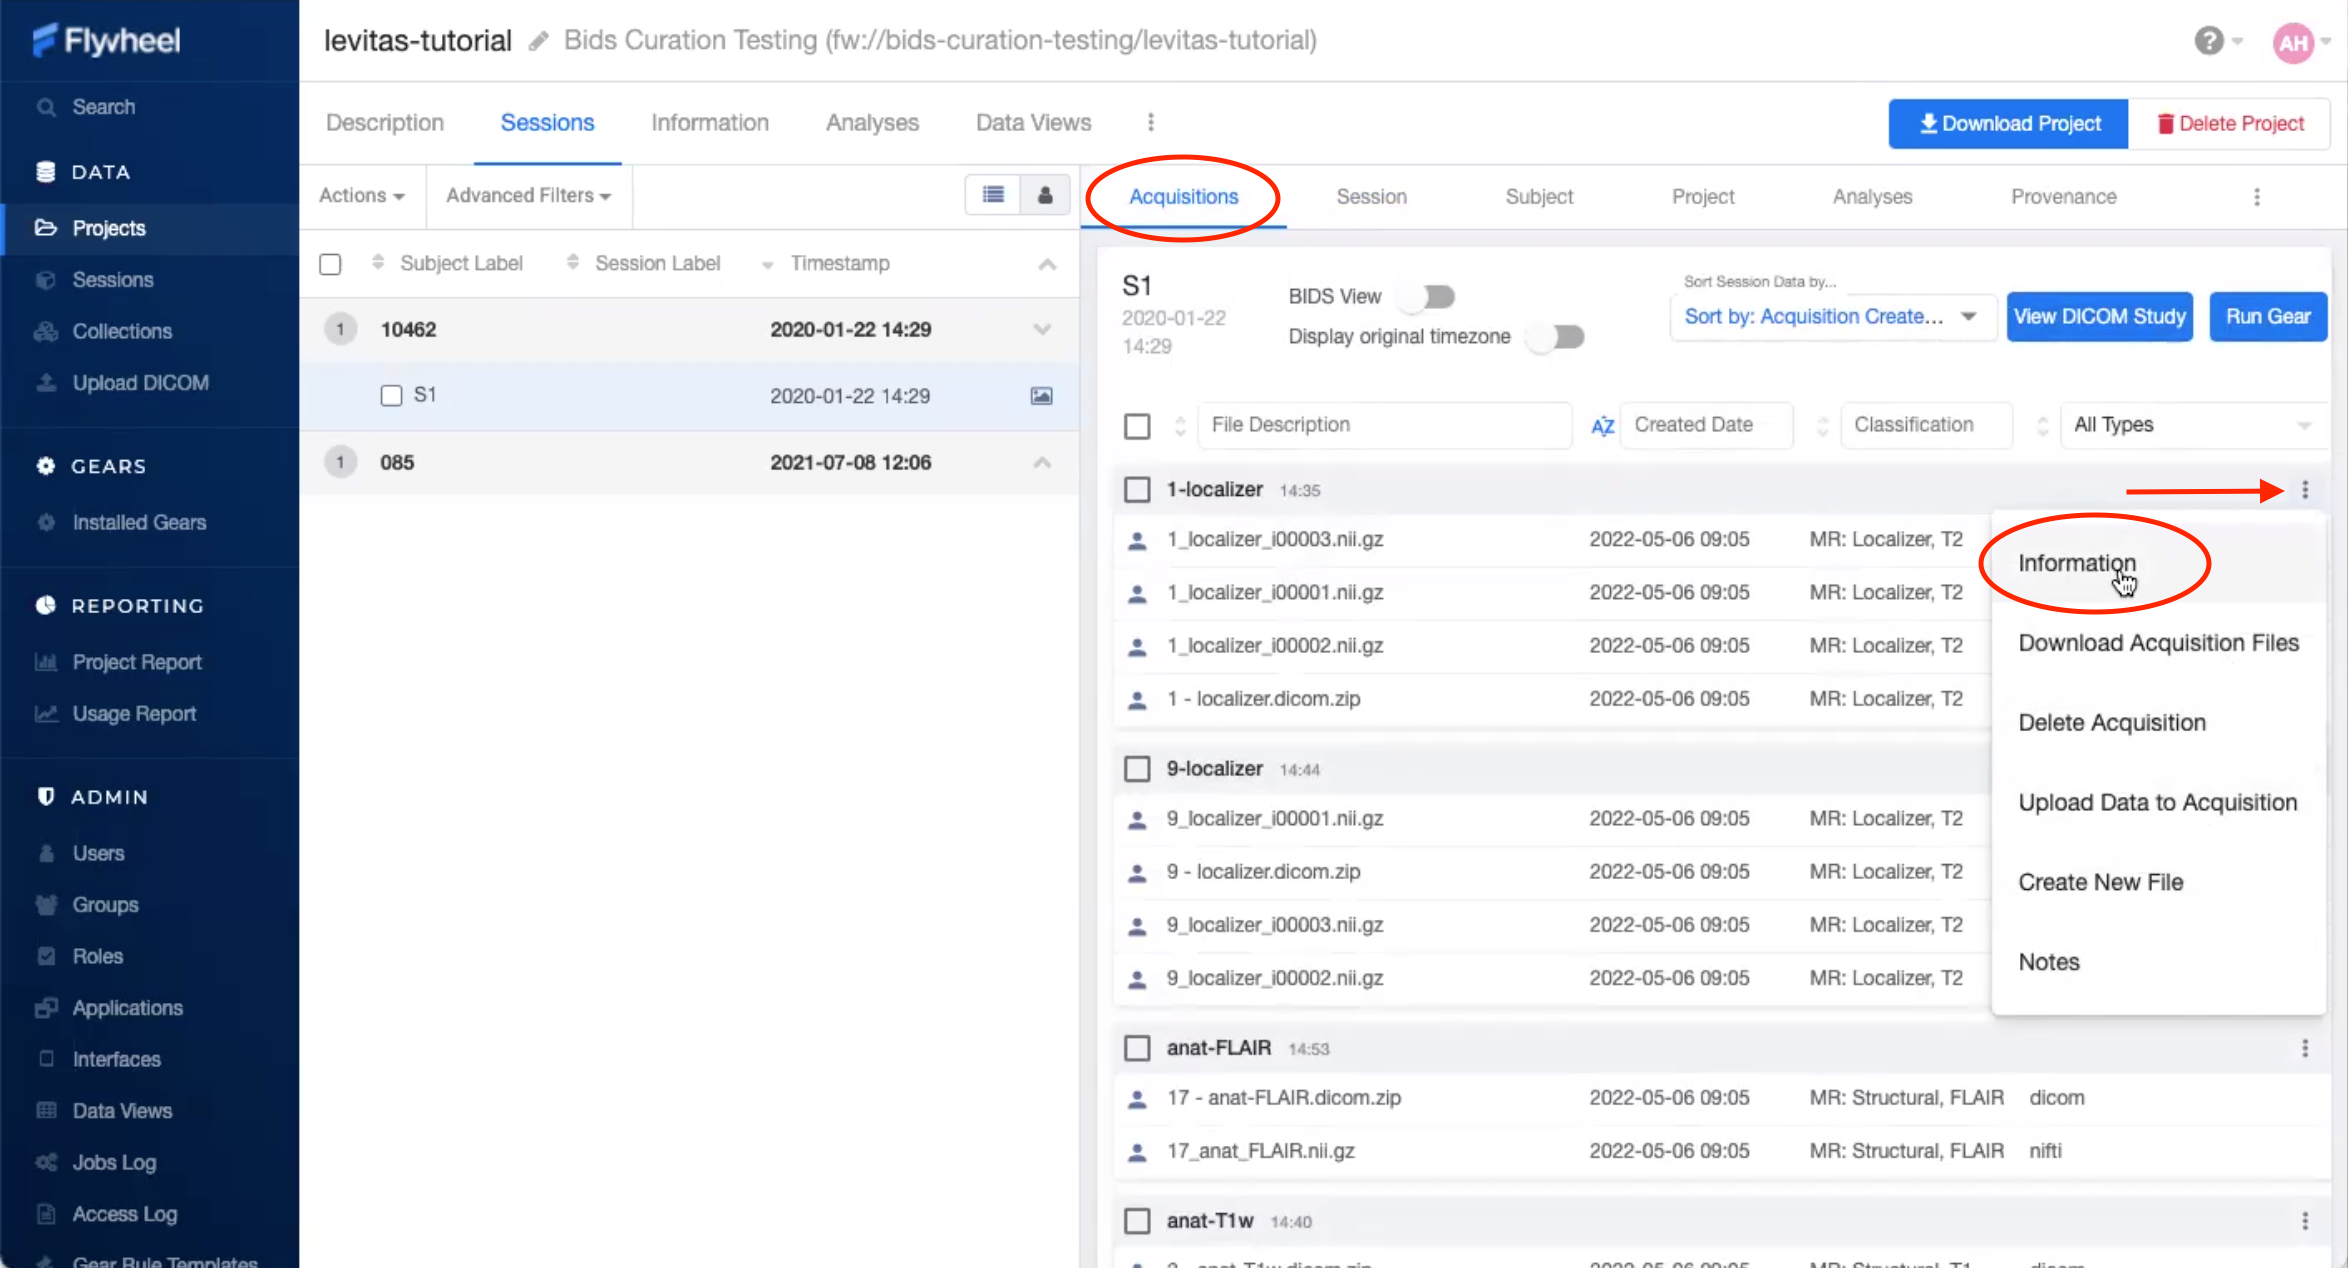 Flywheel
levitas-tutorial Bids Curation Testing (fw://bids-curation-testing/levitas-tutorial)
? AH
Search
DATA
Projects
Sessions
Collections
Upload DICOM
GEARS
Installed Gears
REPORTING
Project Report
Usage Report
ADMIN
Users
Groups
Roles
Applications
Interfaces
Data Views
Jobs Log
Access Log
Gear Rule Templates
Description Sessions Information Analyses Data Views
Download Project Delete Project
Actions Advanced Filters
Subject Label Session Label Timestamp
1 10462 2020-01-22 14:29
S1 2020-01-22 14:29
1 085 2021-07-08 12:06
Acquisitions Session Subject Project Analyses Provenance
S1
2020-01-22
14:29
BIDS View
Display original timezone
Sort Session Data by...
Sort by: Acquisition Create...
View DICOM Study Run Gear
File Description AZ Created Date Classification All Types
1-localizer 14:35
1_localizer_i00003.nii.gz 2022-05-06 09:05 MR: Localizer, T2
1_localizer_i00001.nii.gz 2022-05-06 09:05 MR: Localizer, T2
1_localizer_i00002.nii.gz 2022-05-06 09:05 MR: Localizer, T2
1 - localizer.dicom.zip 2022-05-06 09:05 MR: Localizer, T2
9-localizer 14:44
9_localizer_i00001.nii.gz 2022-05-06 09:05 MR: Localizer, T2
9 - localizer.dicom.zip 2022-05-06 09:05 MR: Localizer, T2
9_localizer_i00003.nii.gz 2022-05-06 09:05 MR: Localizer, T2
9_localizer_i00002.nii.gz 2022-05-06 09:05 MR: Localizer, T2
Information
Download Acquisition Files
Delete Acquisition
Upload Data to Acquisition
Create New File
Notes
anat-FLAIR 14:53
17 - anat-FLAIR.dicom.zip 2022-05-06 09:05 MR: Structural, FLAIR dicom
17_anat_FLAIR.nii.gz 2022-05-06 09:05 MR: Structural, FLAIR nifti
anat-T1w 14:40